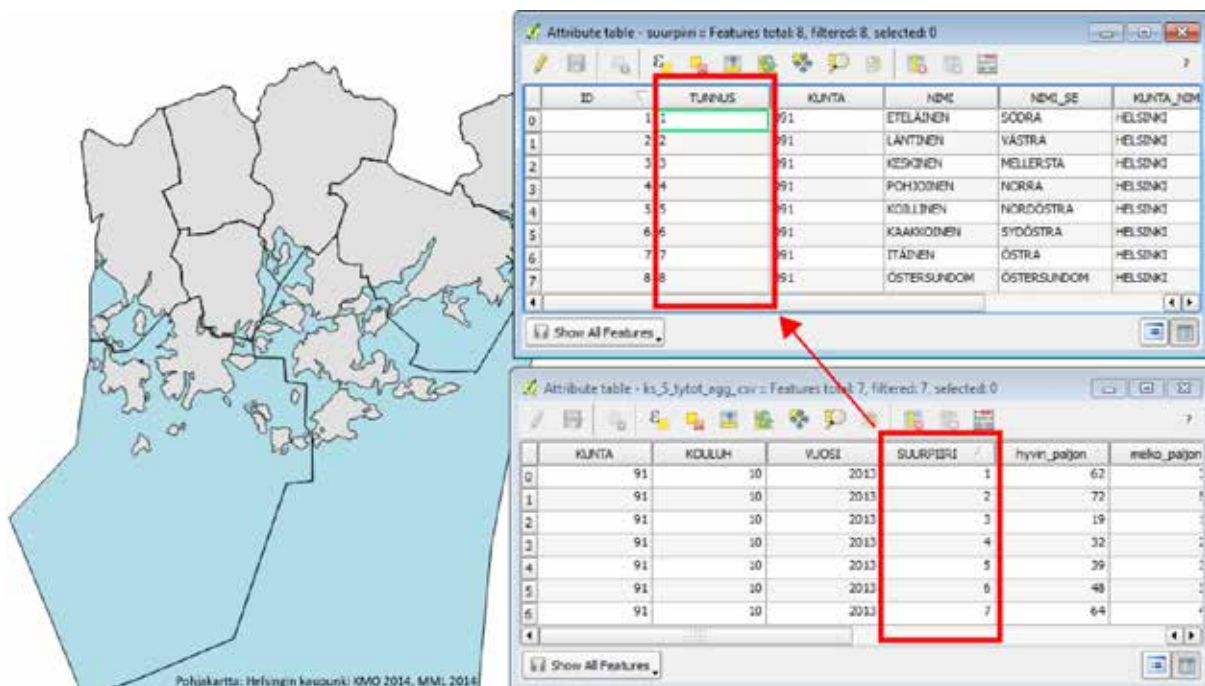 Attribute table - suurpiiri :: Features total: 8, filtered: 8, selected: 0
ID TUNNUS KUNTA NIMI NIMI_SE KUNTA_NIM
0 1 1 091 ETELÄINEN SÖDRA HELSINKI
1 2 2 091 LÄNTINEN VÄSTRA HELSINKI
2 3 3 091 KESKINEN MELLERSTA HELSINKI
3 4 4 091 POHJOINEN NORRA HELSINKI
4 5 5 091 KOILLINEN NORDÖSTRA HELSINKI
5 6 6 091 KAAKKOINEN SYDÖSTRA HELSINKI
6 7 7 091 ITÄINEN ÖSTRA HELSINKI
7 8 8 091 ÖSTERSUNDOM ÖSTERSUNDOM HELSINKI
Show All Features
Attribute table - ks_5_tytot_agg_csv :: Features total: 7, filtered: 7, selected: 0
KUNTA KOULUH VUOSI SUURPIIRI hyvin_paljon melko_paljon
0 91 10 2013 1 62
1 91 10 2013 2 72
2 91 10 2013 3 19
3 91 10 2013 4 32
4 91 10 2013 5 39
5 91 10 2013 6 48
6 91 10 2013 7 64
Show All Features
Pohjakartta: Helsingin kaupunki KMO 2014, MML 2014